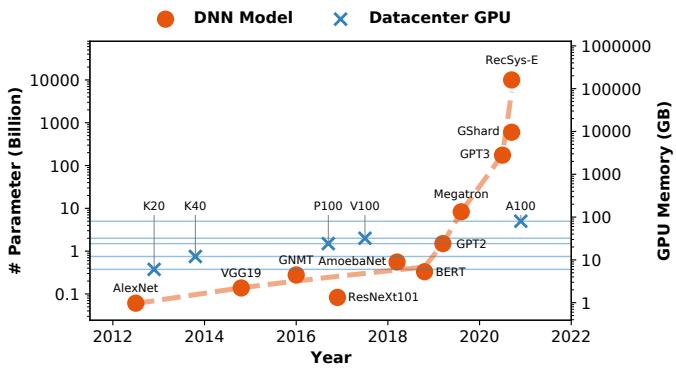 DNN Model
Datacenter GPU
# Parameter (Billion)
10000
1000
100
10
1
0.1
1000000
100000
10000
1000
100
10
1
GPU Memory (GB)
RecSys-E
GShard
GPT3
Megatron
K20
K40
P100
V100
A100
GPT2
GNMT
AmoebaNet
BERT
VGG19
AlexNet
ResNeXt101
2012
2014
2016
2018
2020
2022
Year